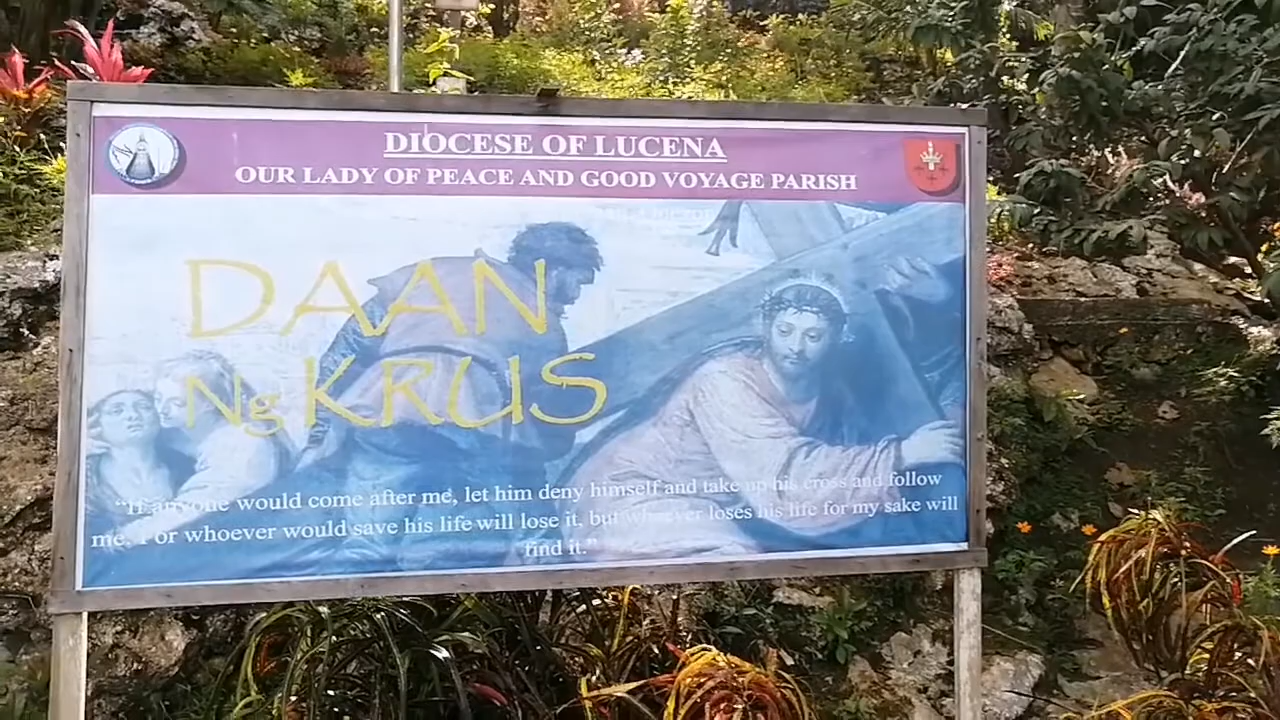 DIOCESE OF LUCENA
OUR LADY OF PEACE AND GOOD VOYAGE PARISH
DAAN
Ng KRUS
“If anyone would come after me, let him deny himself and take up his cross and follow
me. For whoever would save his life will lose it, but whoever loses his life for my sake will
find it.”